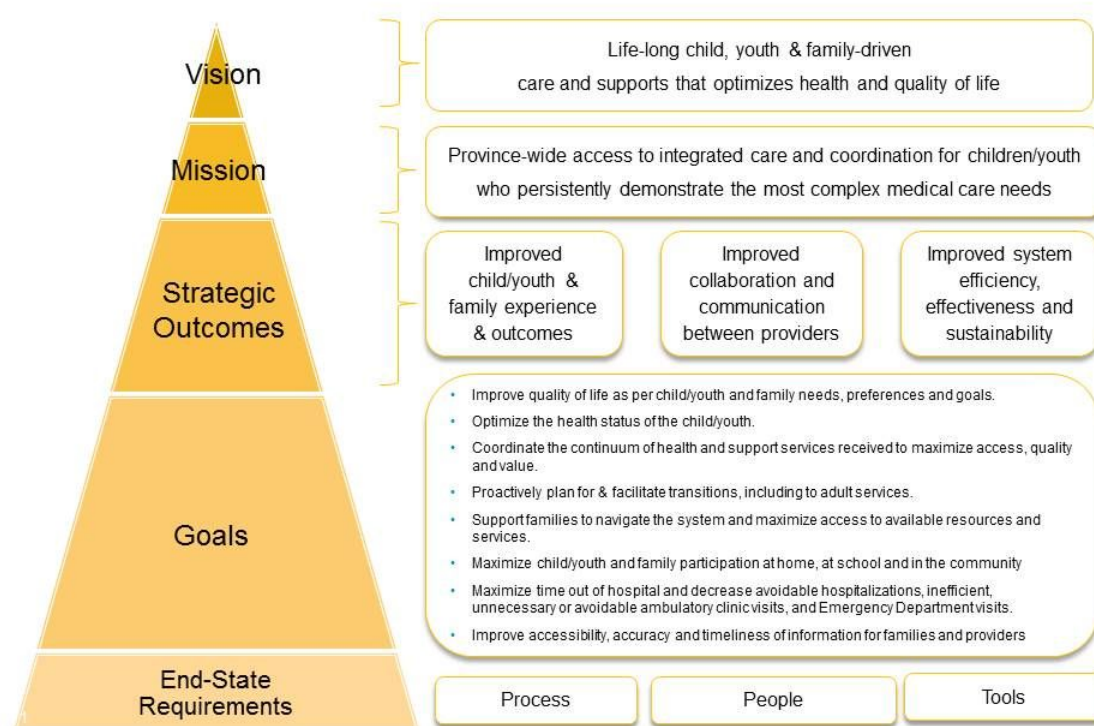 Vision
Life-long child, youth & family-driven
care and supports that optimizes health and quality of life
Mission
Province-wide access to integrated care and coordination for children/youth
who persistently demonstrate the most complex medical care needs
Strategic
Outcomes
Improved
child/youth &
family experience
& outcomes
Improved
collaboration and
communication
between providers
Improved system
efficiency,
effectiveness and
sustainability
Goals
• Improve quality of life as per child/youth and family needs, preferences and goals.
• Optimize the health status of the child/youth.
• Coordinate the continuum of health and support services received to maximize access, quality
and value.
• Proactively plan for & facilitate transitions, including to adult services.
• Support families to navigate the system and maximize access to available resources and
services.
• Maximize child/youth and family participation at home, at school and in the community
• Maximize time out of hospital and decrease avoidable hospitalizations, inefficient,
unnecessary or avoidable ambulatory clinic visits, and Emergency Department visits.
• Improve accessibility, accuracy and timeliness of information for families and providers
End-State
Requirements
Process
People
Tools